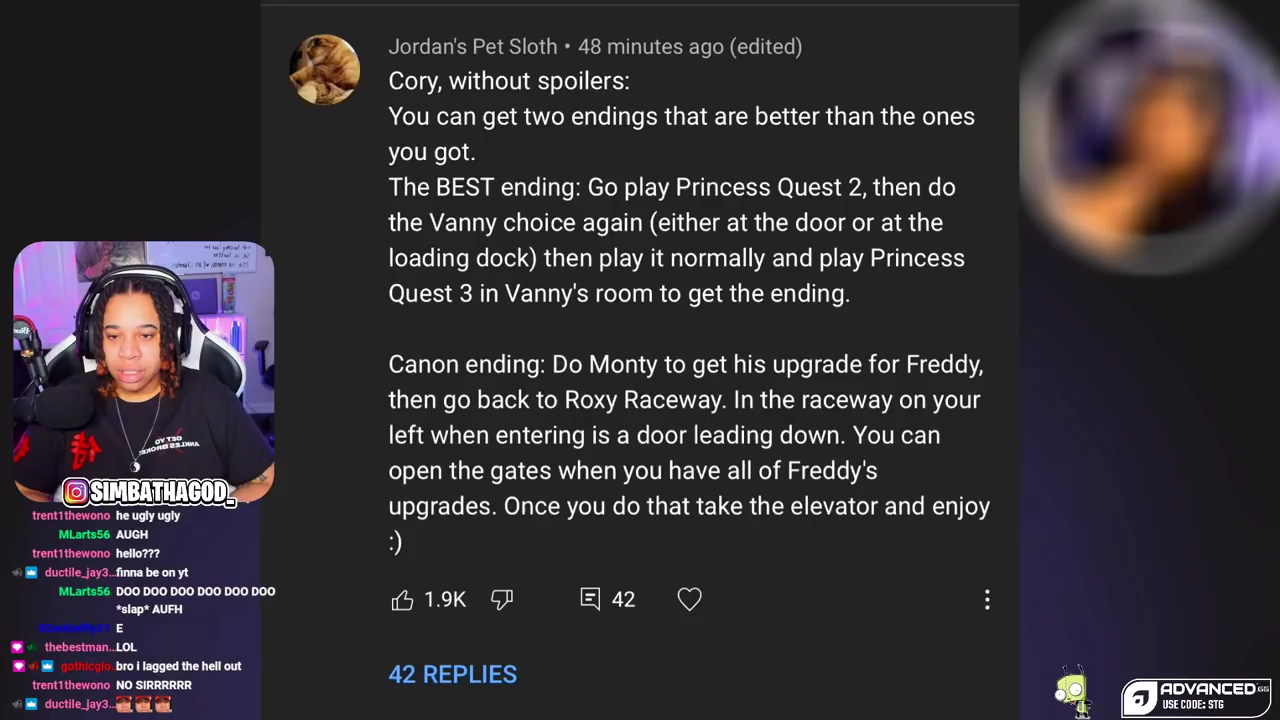 Jordan's Pet Sloth • 48 minutes ago (edited)
Cory, without spoilers:
You can get two endings that are better than the ones
you got.
The BEST ending: Go play Princess Quest 2, then do
the Vanny choice again (either at the door or at the
loading dock) then play it normally and play Princess
Quest 3 in Vanny's room to get the ending.
Canon ending: Do Monty to get his upgrade for Freddy,
then go back to Roxy Raceway. In the raceway on your
left when entering is a door leading down. You can
open the gates when you have all of Freddy's
upgrades. Once you do that take the elevator and enjoy
:)
1.9K 42
42 REPLIES
SIMBATHAGOD_
trent1thewono he ugly ugly
MLarts56 AUGH
trent1thewono hello???
ductile_jay3... finna be on yt
MLarts56 DOO DOO DOO DOO DOO DOO
*slap* AUFH
E
thebestman... LOL
gothicglo bro i lagged the hell out
trent1thewono NO SIRRRRRR
ductile_jay3...
ADVANCED.GG
USE CODE: STG